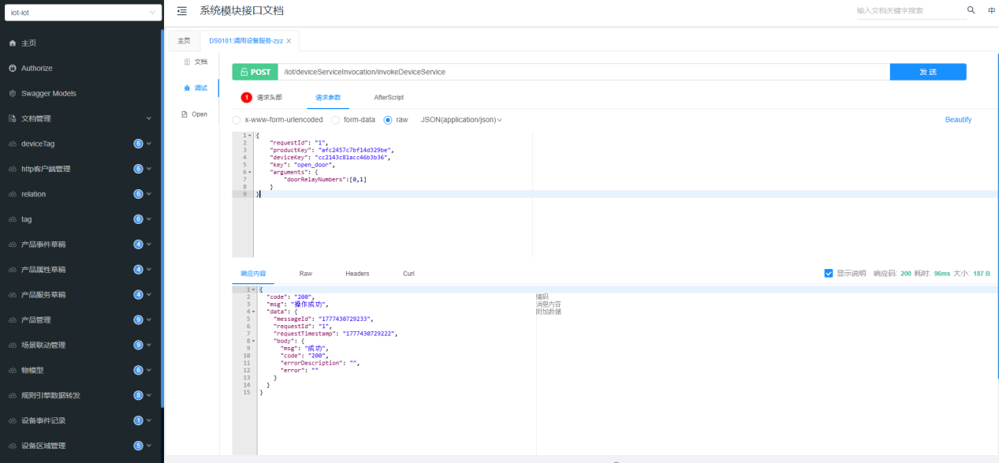 iot-iot
主页
Authorize
Swagger Models
文档管理
deviceTag 6
http客户端管理 6
relation 6
tag 6
产品事件草稿 4
产品属性草稿 4
产品服务草稿 4
产品管理 9
场景联动管理 9
物模型 6
规则引擎数据转发 8
设备事件记录 1
设备区域管理 5
系统模块接口文档
输入文档关键字搜索
中
主页 DS0101:调用设备服务-zyz X
文档
调试
Open
POST /iot/deviceServiceInvocation/invokeDeviceService 发 送
1 请求头部 请求参数 AfterScript
x-www-form-urlencoded form-data raw JSON(application/json) Beautify
1 {
2 "requestId": "1",
3 "productKey": "afc2457c7bf14d329be",
4 "deviceKey": "cc2143c81acc46b3b36",
5 "key": "open_door",
6 "arguments": {
7 "doorRelayNumbers":[0,1]
8 }
9 }
响应内容 Raw Headers Curl 显示说明 响应码: 200 耗时: 96ms 大小: 187 B
1 {
2 "code": "200", 编码
3 "msg": "操作成功", 消息内容
4 "data": { 附加数据
5 "messageId": "1777430729233",
6 "requestId": "1",
7 "requestTimestamp": "1777430729222",
8 "body": {
9 "msg": "成功",
10 "code": "200",
11 "errorDescription": "",
12 "error": ""
13 }
14 }
15 }